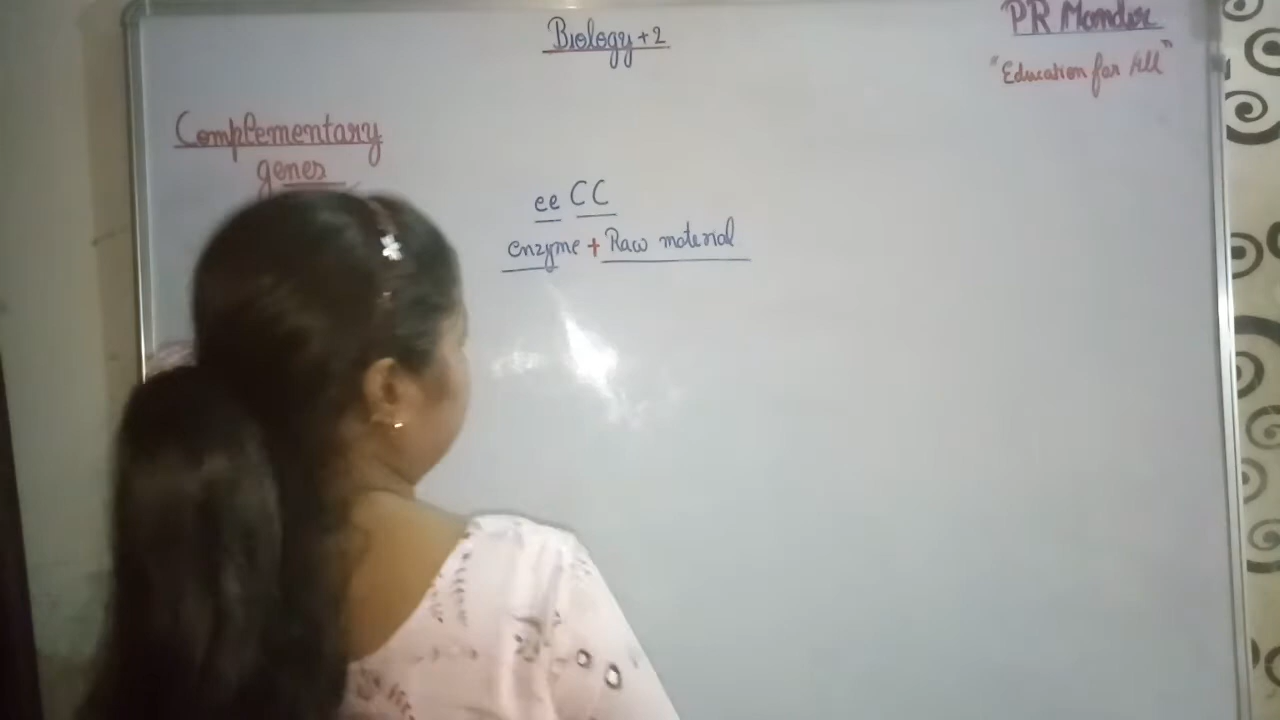 Biology +2
PR Mondal
"Education for All"
Complementary
genes
ee CC
enzyme + Raw material